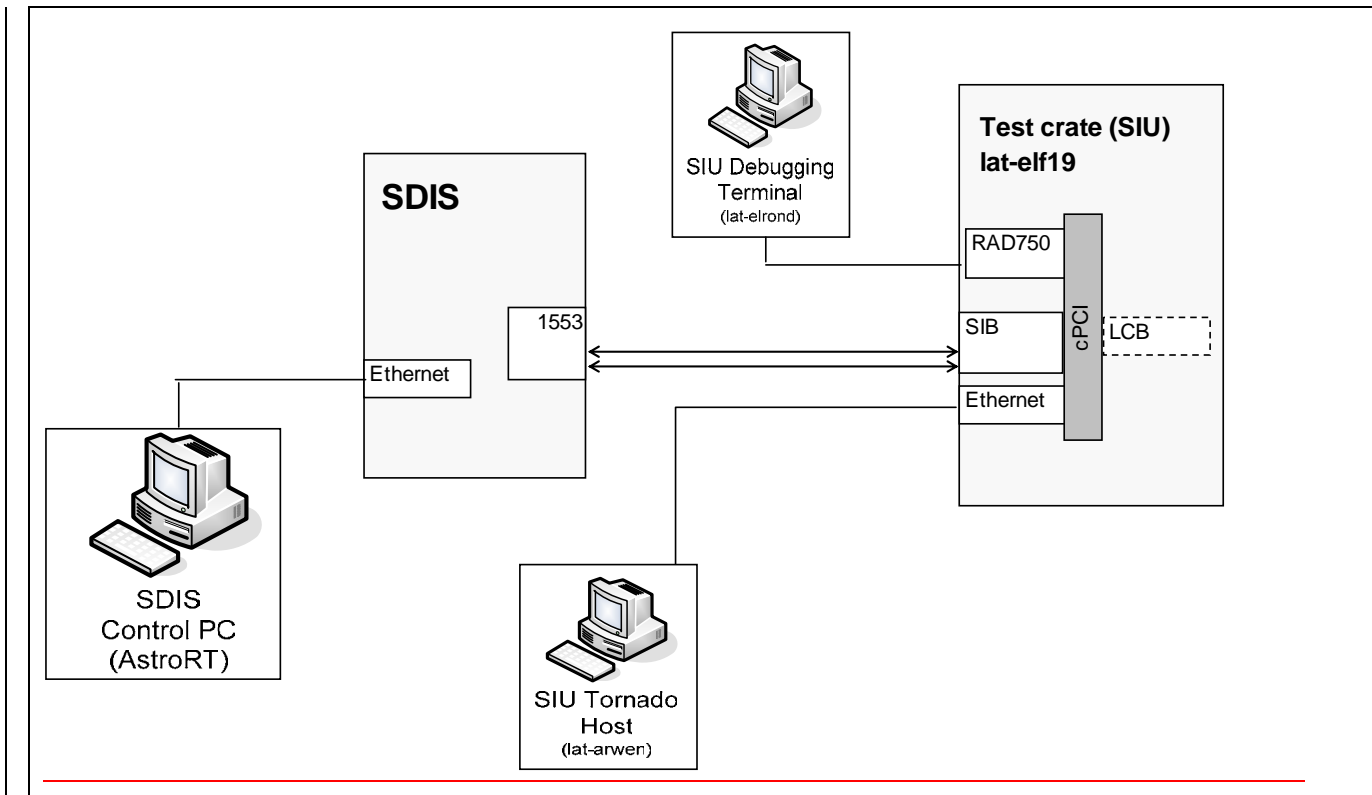 SIU Debugging
Terminal
(lat-elrond)
Test crate (SIU)
lat-elf19
SDIS
RAD750
1553
SIB
cPCI
LCB
Ethernet
Ethernet
SDIS
Control PC
(AstroRT)
SIU Tornado
Host
(lat-arwen)